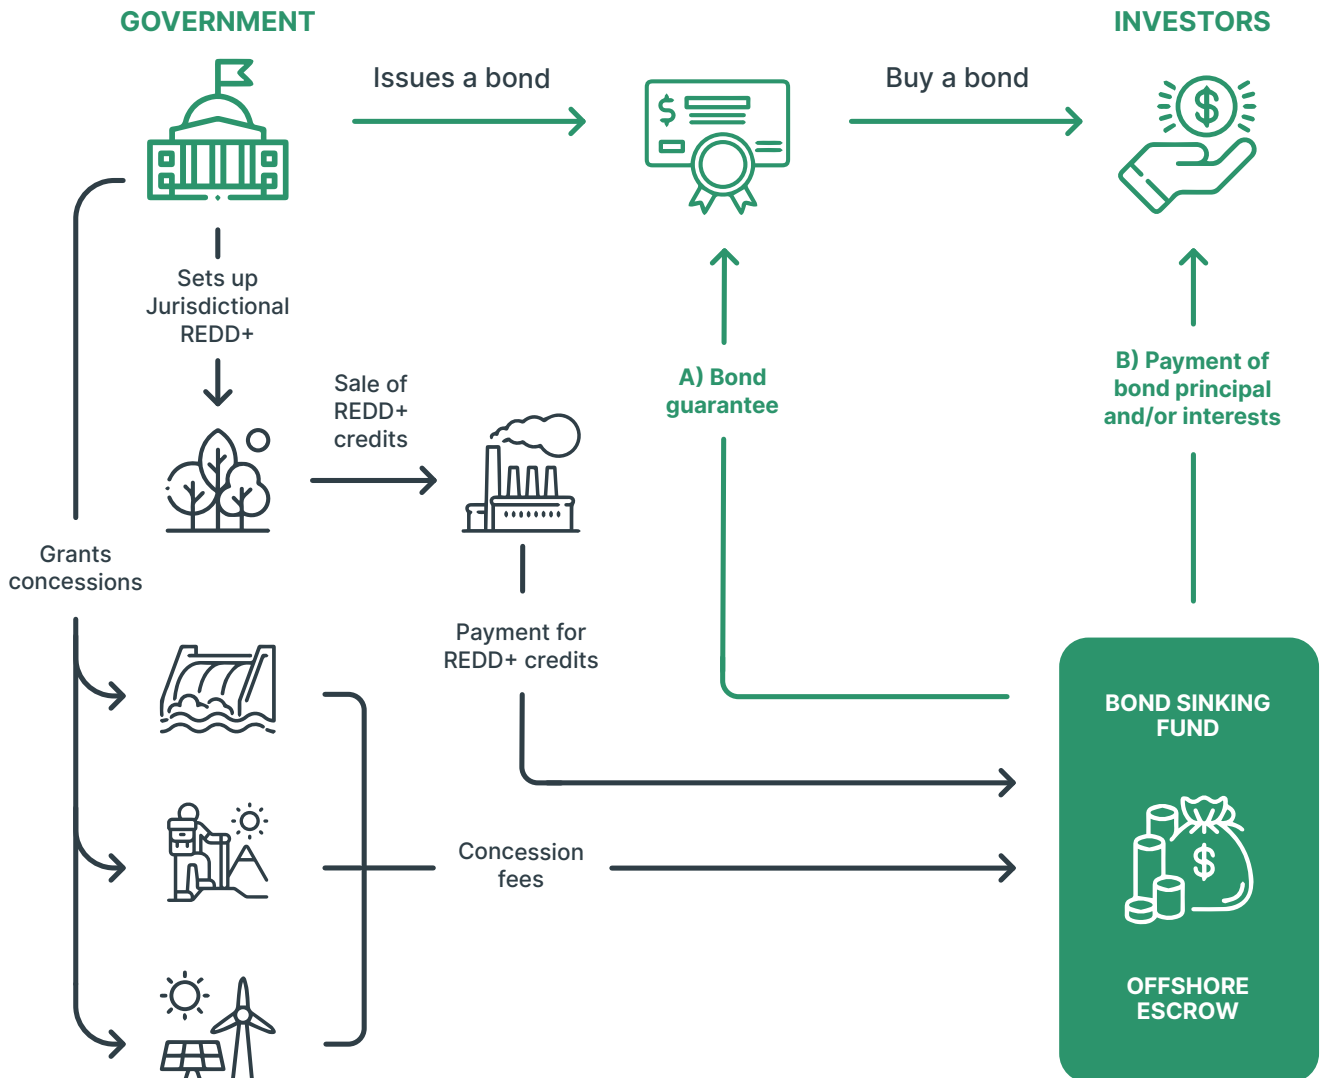 GOVERNMENT
INVESTORS
Issues a bond
Buy a bond
$
$
Sets up
Jurisdictional
REDD+
Sale of
REDD+
credits
A) Bond
guarantee
B) Payment of
bond principal
and/or interests
Grants
concessions
Payment for
REDD+ credits
BOND SINKING
FUND
$
Concession
fees
OFFSHORE
ESCROW